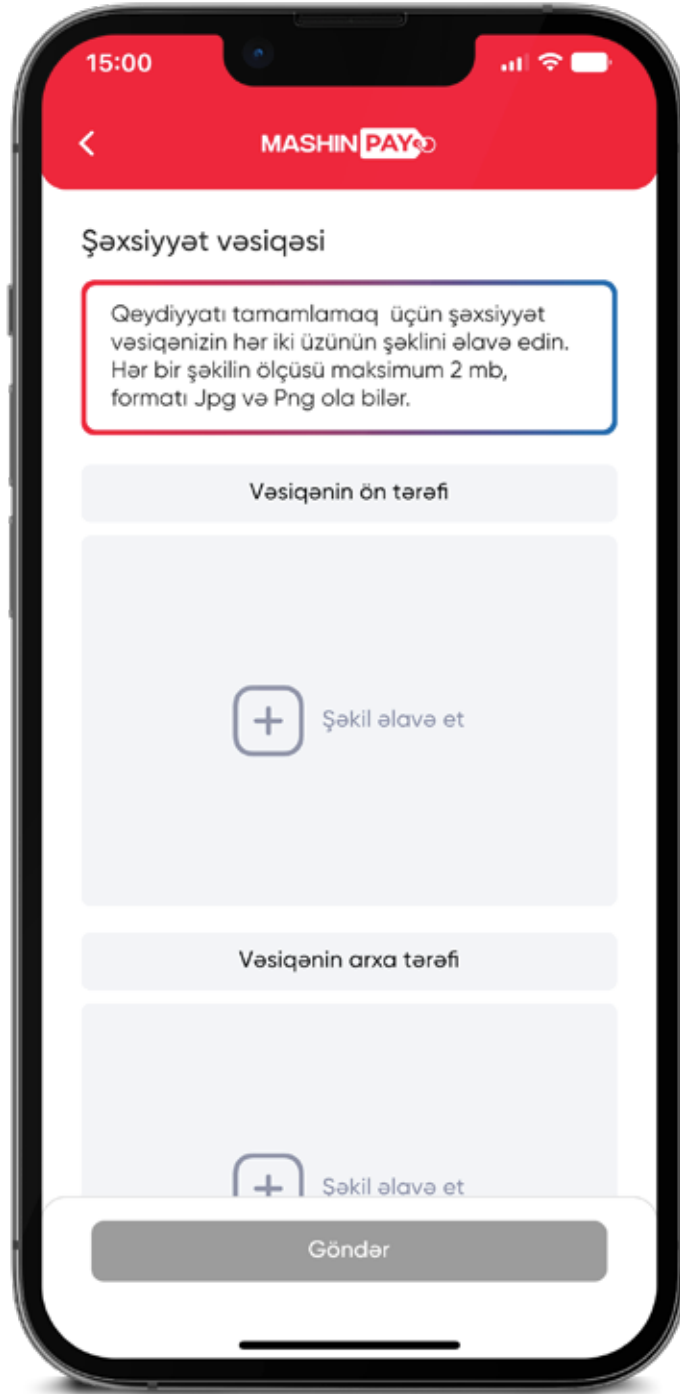 15:00
MASHIN PAY
Şəxsiyyət vəsiqəsi
Qeydiyyatı tamamlamaq üçün şəxsiyyət
vəsiqənizin hər iki üzünün şəklini əlavə edin.
Hər bir şəkilin ölçüsü maksimum 2 mb,
formatı Jpg və Png ola bilər.
Vəsiqənin ön tərəfi
Şəkil əlavə et
Vəsiqənin arxa tərəfi
Şəkil əlavə et
Göndər